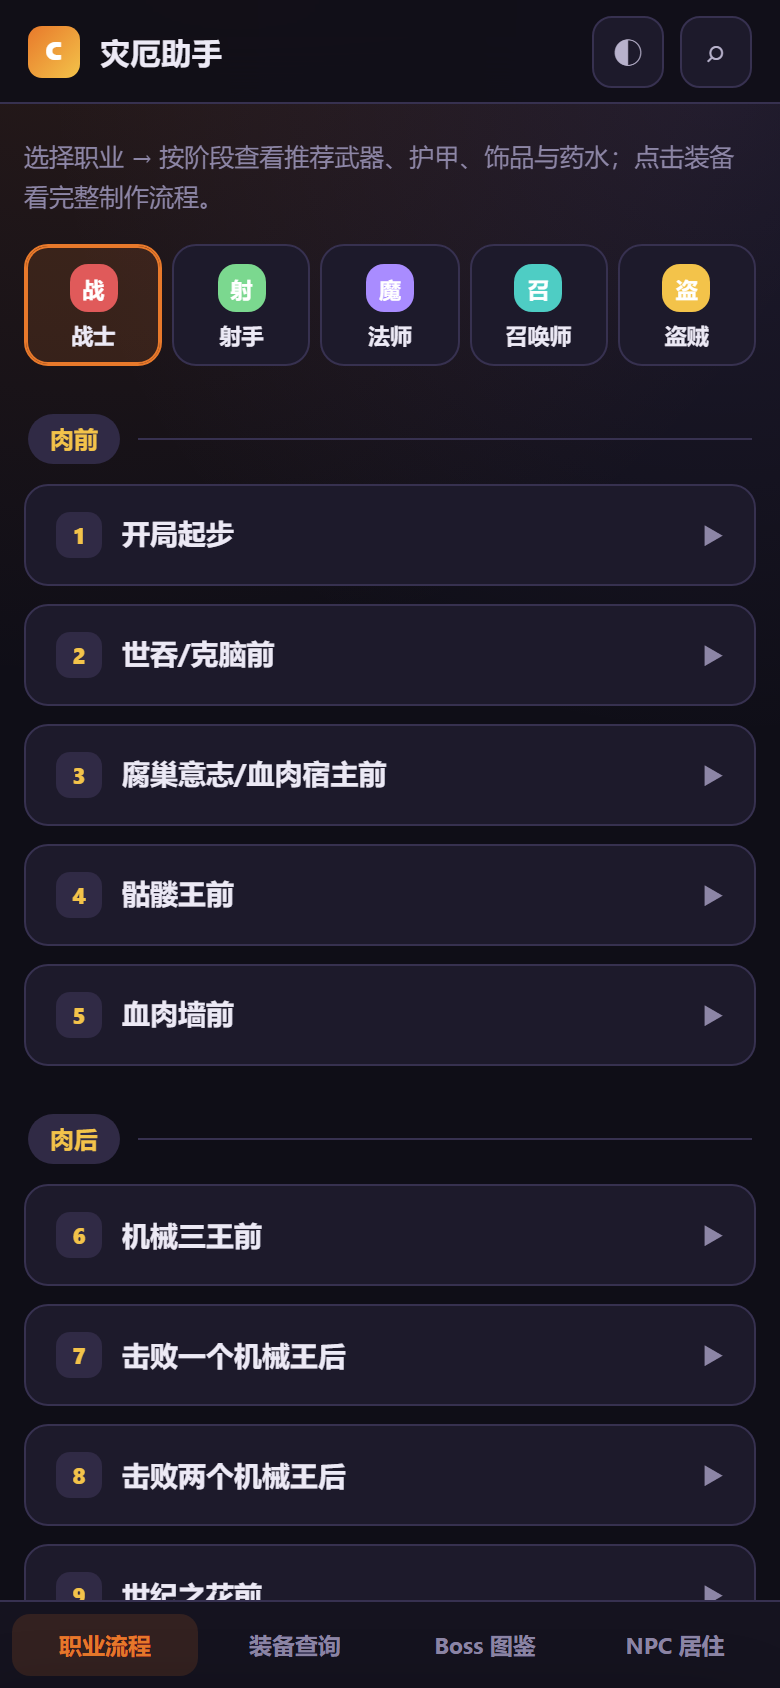 C 灾厄助手
选择职业 → 按阶段查看推荐武器、护甲、饰品与药水；点击装备
看完整制作流程。
战 射 魔 召 盗
战士 射手 法师 召唤师 盗贼
肉前
1 开局起步
2 世吞/克脑前
3 腐巢意志/血肉宿主前
4 骷髅王前
5 血肉墙前
肉后
6 机械三王前
7 击败一个机械王后
8 击败两个机械王后
9 世纪之花前
职业流程 装备查询 Boss 图鉴 NPC 居住